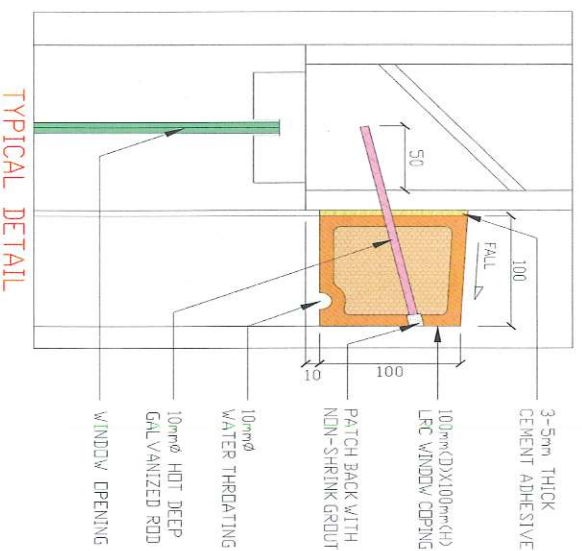 50
FALL
100
10
100
3-5mm THICK
CEMENT ADHESIVE
100mm(D)X100mm(H)
LRC WINDOW COPING
PATCH BACK WITH
NON-SHRINK GROUT
10mmØ
WATER THROATING
10mmØ HOT DEEP
GALVANIZED ROD
WINDOW OPENING
TYPICAL DETAIL